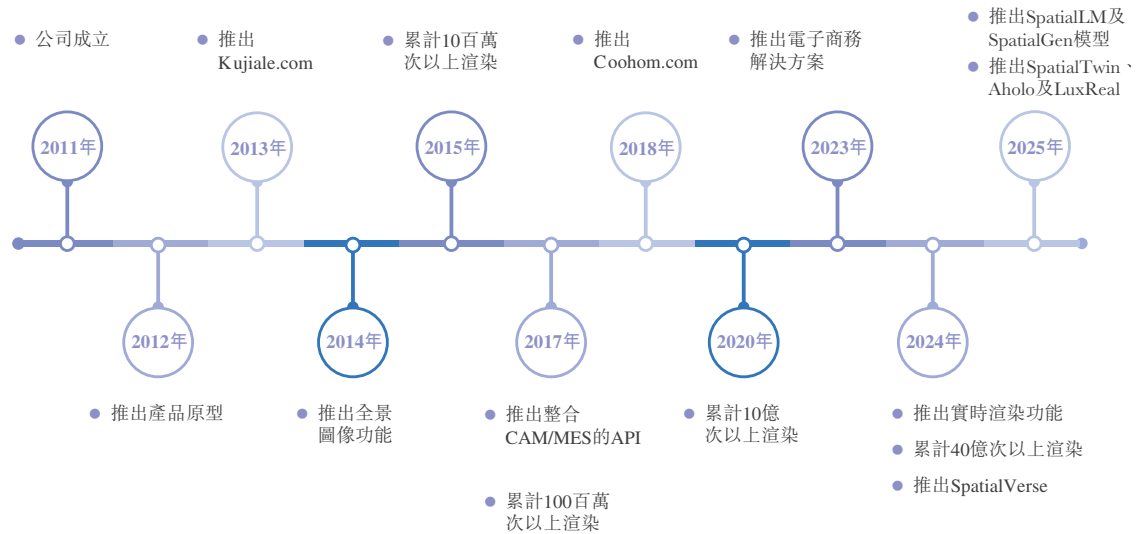 公司成立
推出
Kujiale.com
累計10百萬
次以上渲染
推出
Coohom.com
推出電子商務
解決方案
推出SpatialLM及
SpatialGen模型
推出SpatialTwin、
Aholo及LuxReal
2011年
2013年
2015年
2018年
2023年
2025年
2012年
2014年
2017年
2020年
2024年
推出產品原型
推出全景
圖像功能
推出整合
CAM/MES的API
累計100百萬
次以上渲染
累計10億
次以上渲染
推出實時渲染功能
累計40億次以上渲染
推出SpatialVerse